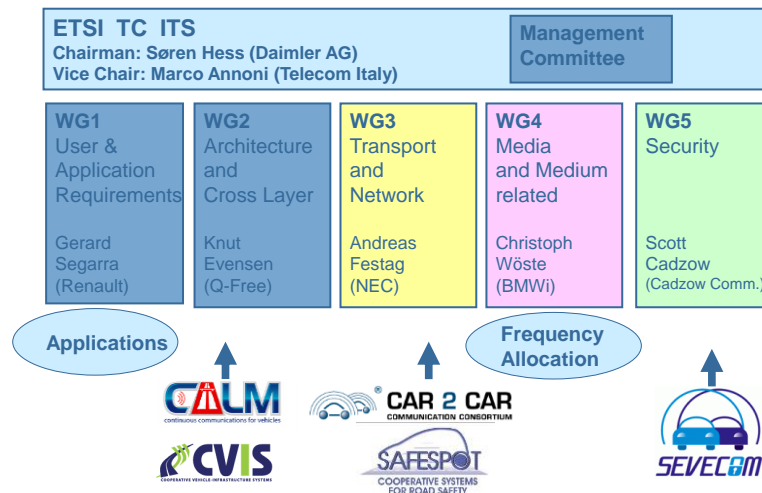 ETSI TC ITS
Chairman: Søren Hess (Daimler AG)
Vice Chair: Marco Annoni (Telecom Italy)
Management
Committee
WG1
User &
Application
Requirements
Gerard
Segarra
(Renault)
WG2
Architecture
and
Cross Layer
Knut
Evensen
(Q-Free)
WG3
Transport
and
Network
Andreas
Festag
(NEC)
WG4
Media
and Medium
related
Christoph
Wöste
(BMWi)
WG5
Security
Scott
Cadzow
(Cadzow Comm.)
Applications
Frequency
Allocation
CALM
continuous communications for vehicles
CVIS
COOPERATIVE VEHICLE-INFRASTRUCTURE SYSTEMS
® CAR 2 CAR
COMMUNICATION CONSORTIUM
SAFESPOT
COOPERATIVE SYSTEMS
FOR ROAD SAFETY
SEVECOM